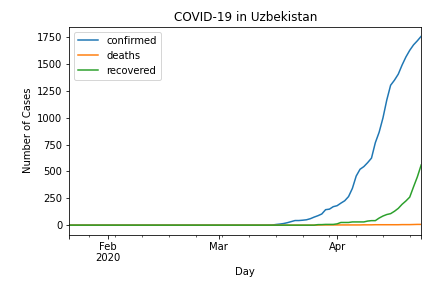 COVID-19 in Uzbekistan
confirmed
deaths
recovered
1750
1500
1250
1000
750
500
250
0
Number of Cases
Feb
2020
Mar
Apr
Day